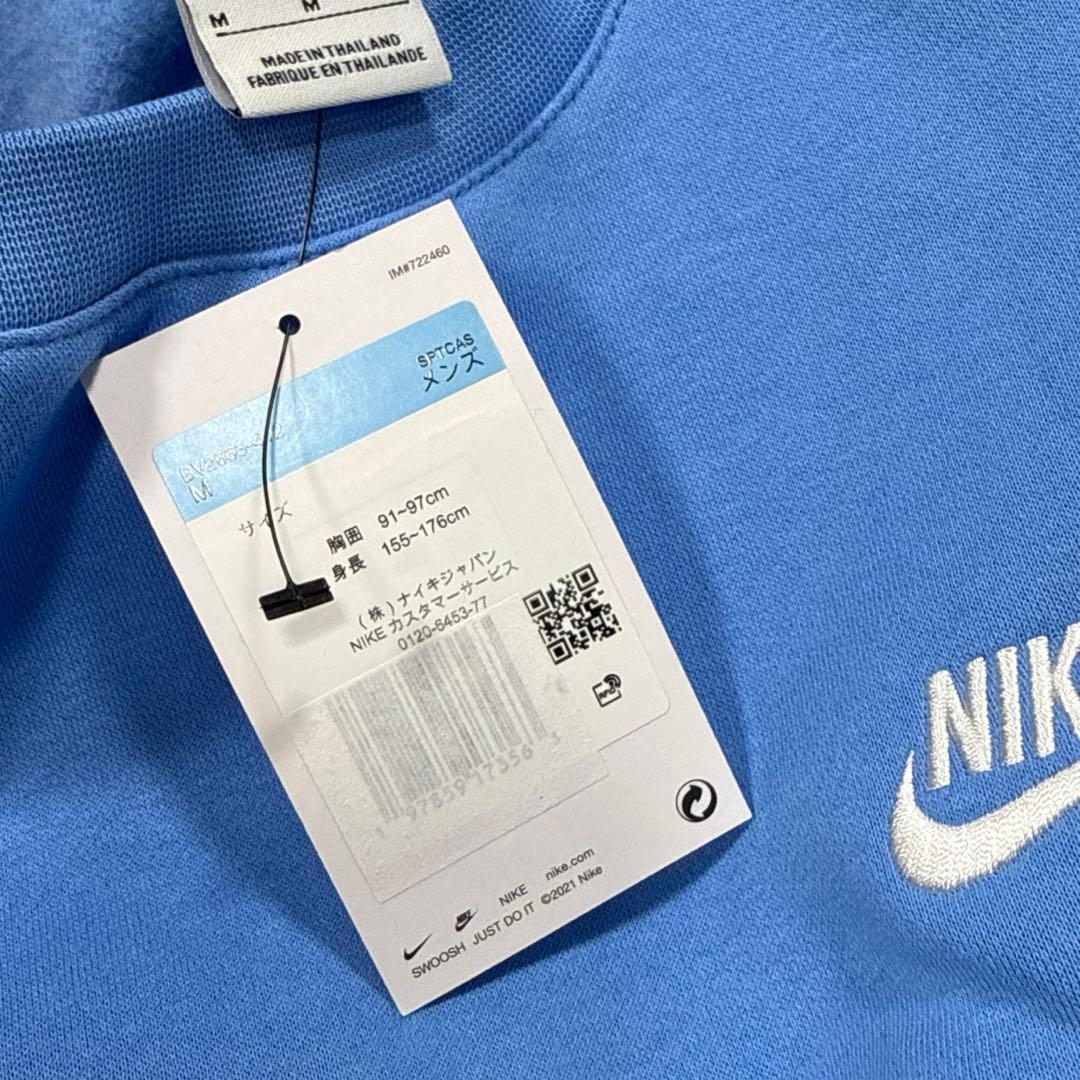 M M
MADE IN THAILAND
FABRIQUE EN THAILANDE
IM#722460
SPTCAS
メンズ
M
サイズ
胸囲 91~97cm
身長 155~176cm
(株)ナイキジャパン
NIKE カスタマーサービス
0120-6453-77
NIKE nike.com
SWOOSH JUST DO IT ©2021 Nike
NIK